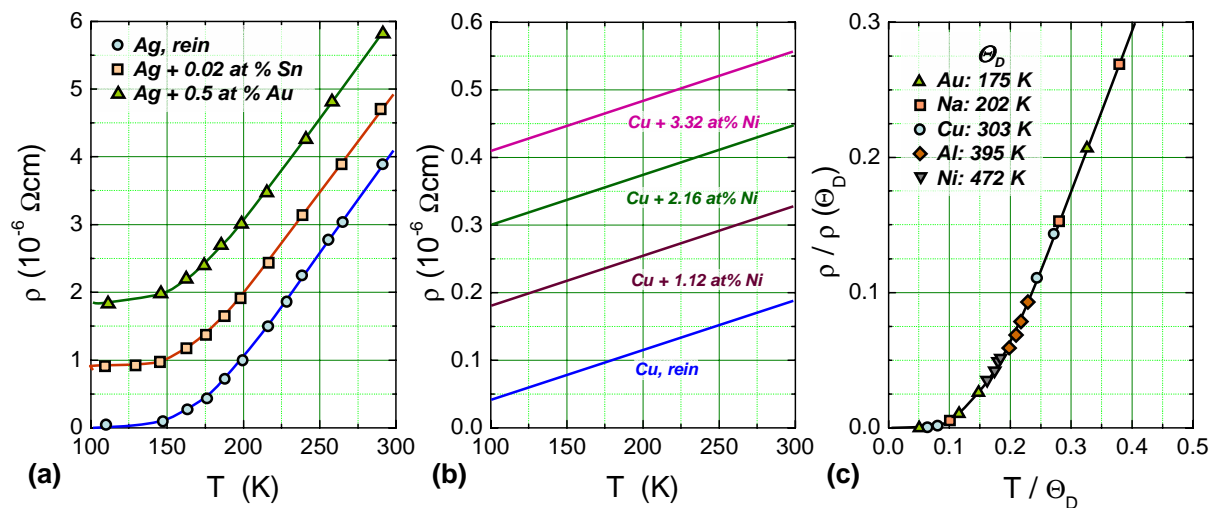 6
5
4
3
2
1
0
ρ (10⁻⁶ Ωcm)
Ag, rein
Ag + 0.02 at % Sn
Ag + 0.5 at % Au
100 150 200 250 300
(a)
T (K)
0.6
0.5
0.4
0.3
0.2
0.1
0.0
ρ (10⁻⁶ Ωcm)
Cu + 3.32 at% Ni
Cu + 2.16 at% Ni
Cu + 1.12 at% Ni
Cu, rein
100 150 200 250 300
(b)
T (K)
0.3
0.2
0.1
0.0
ρ / ρ (Θ_D)
Θ_D
Au: 175 K
Na: 202 K
Cu: 303 K
Al: 395 K
Ni: 472 K
0.0 0.1 0.2 0.3 0.4 0.5
(c)
T / Θ_D